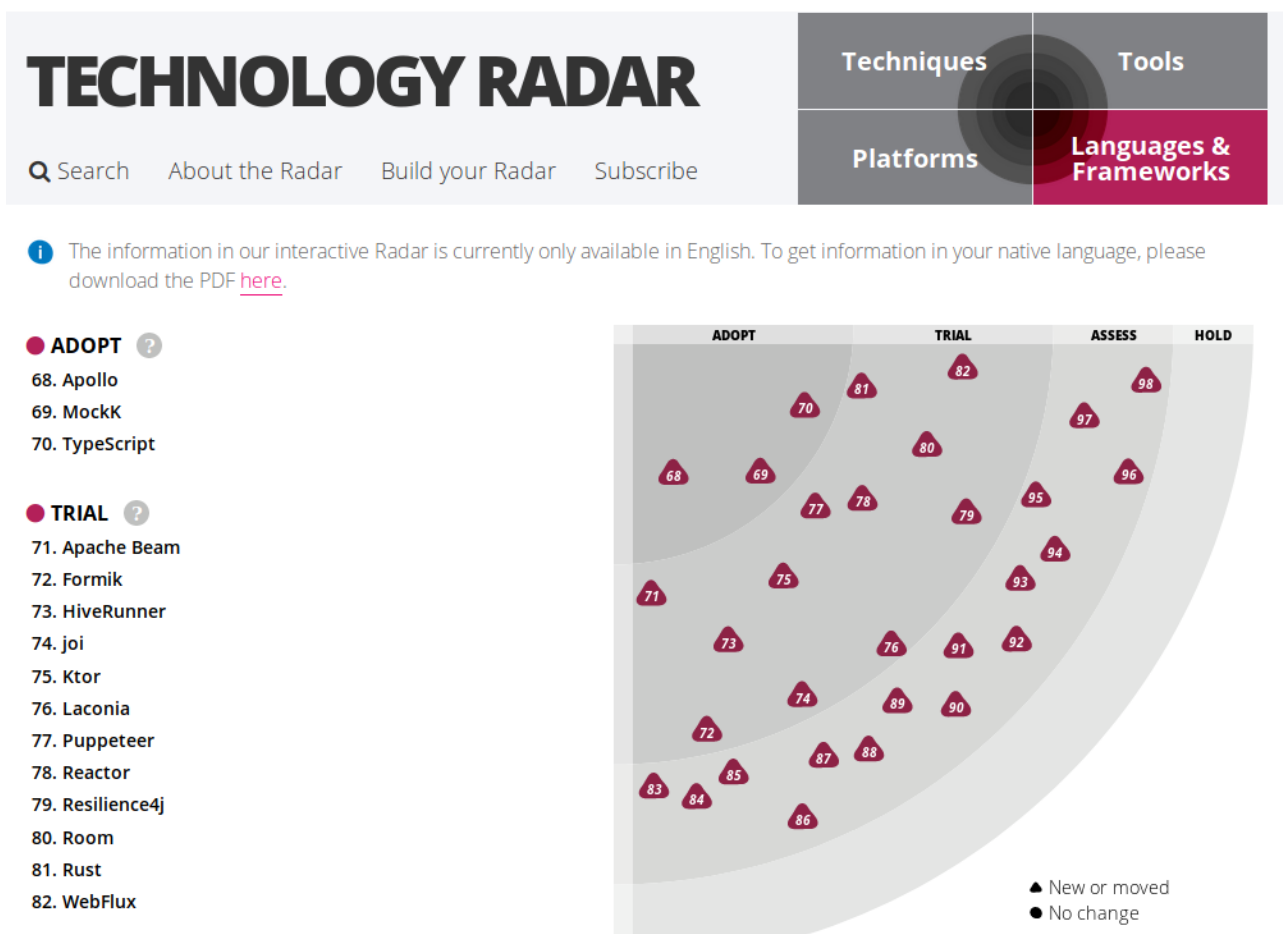 TECHNOLOGY RADAR
Search About the Radar Build your Radar Subscribe
Techniques
Tools
Platforms
Languages &
Frameworks
The information in our interactive Radar is currently only available in English. To get information in your native language, please
download the PDF here.
ADOPT ?
68. Apollo
69. MockK
70. TypeScript
TRIAL ?
71. Apache Beam
72. Formik
73. HiveRunner
74. joi
75. Ktor
76. Laconia
77. Puppeteer
78. Reactor
79. Resilience4j
80. Room
81. Rust
82. WebFlux
ADOPT TRIAL ASSESS HOLD
82
98
81
70
97
80
68
69
96
95
78
77
79
94
75
93
71
73
76
91
92
74
89
90
72
88
87
85
83
84
86
New or moved
No change